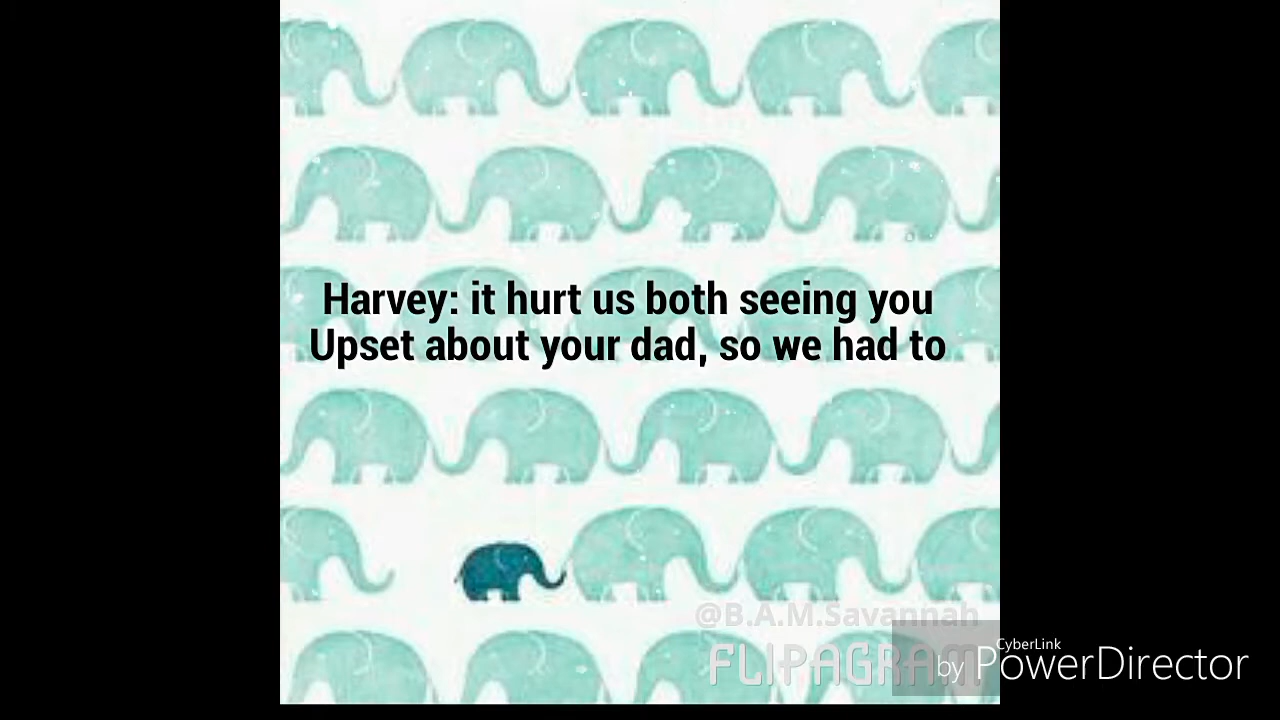 Harvey: it hurt us both seeing you
Upset about your dad, so we had to
@B.A.M.Savannah
FLIPAGRAM
CyberLink
by PowerDirector